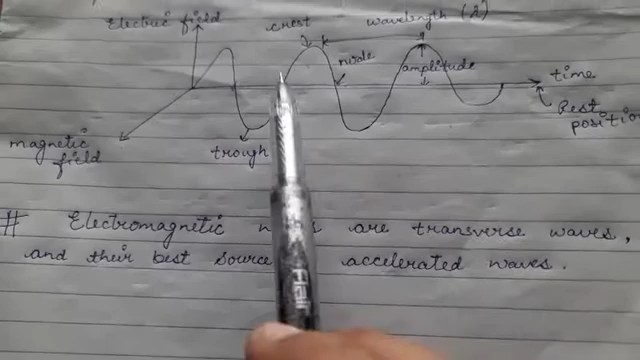 Electric field
crest
wavelength (λ)
node
amplitude
time
Rest position
magnetic field
trough
# Electromagnetic are transverse waves,
and their best source accelerated waves.
Flair